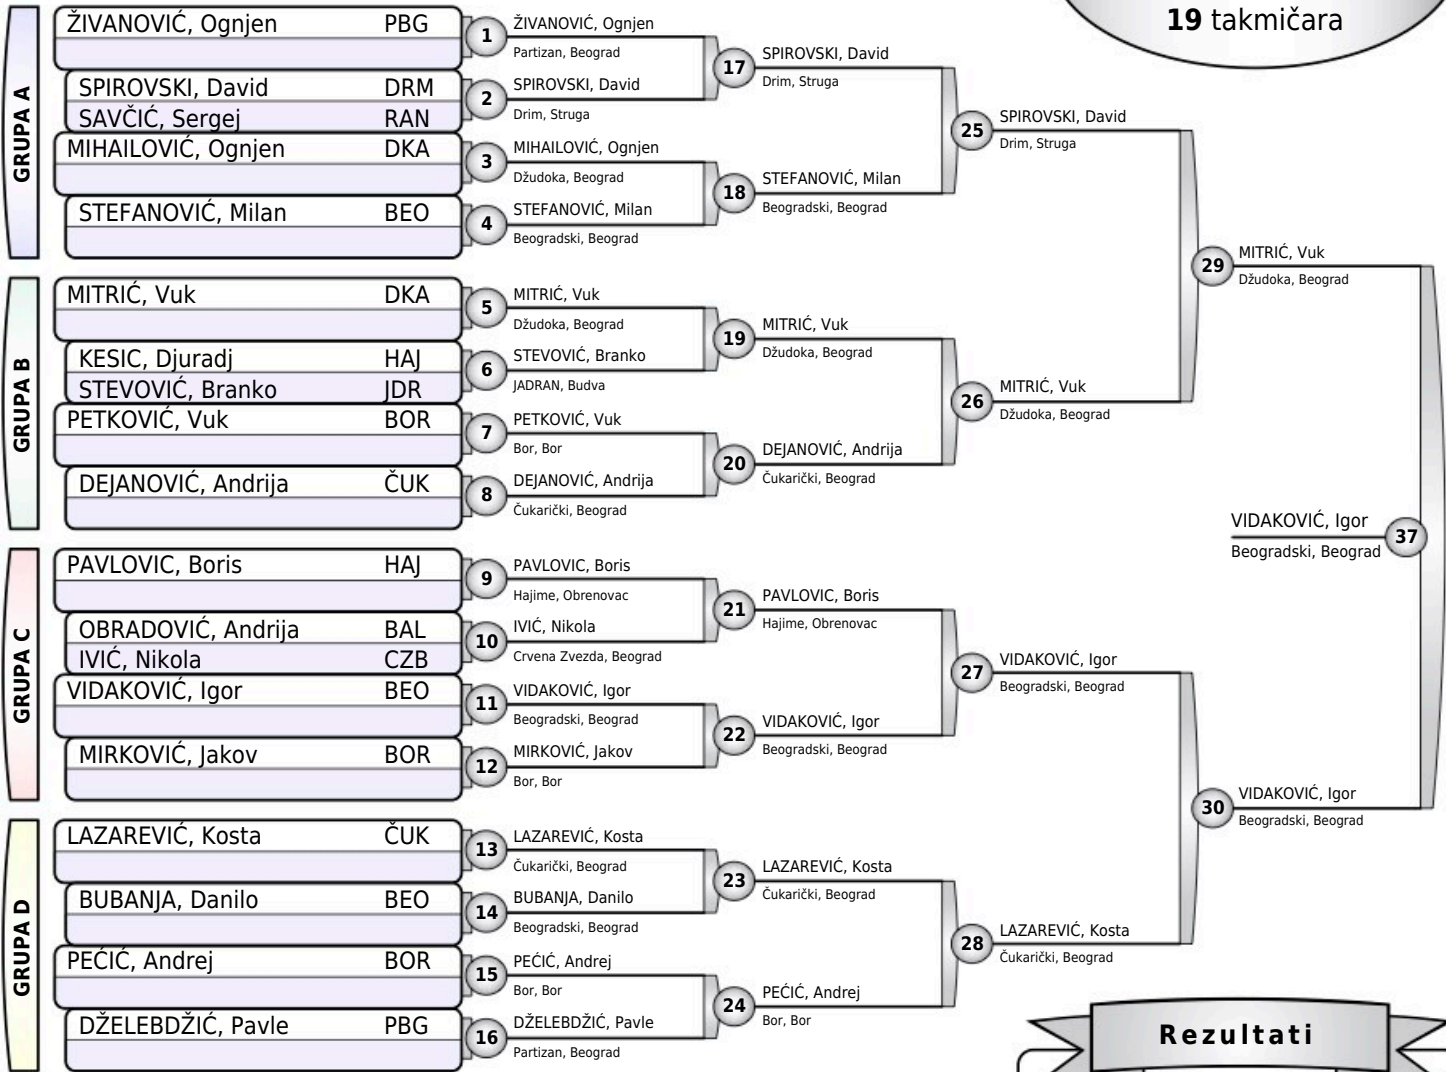 19 takmičara
GRUPA A
ŽIVANOVIĆ, Ognjen PBG
SPIROVSKI, David DRM
SAVČIĆ, Sergej RAN
MIHAILOVIĆ, Ognjen DKA
STEFANOVIĆ, Milan BEO
GRUPA B
MITRIĆ, Vuk DKA
KESIC, Djuradj HAJ
STEVOVIĆ, Branko JDR
PETKOVIĆ, Vuk BOR
DEJANOVIĆ, Andrija ČUK
GRUPA C
PAVLOVIC, Boris HAJ
OBRADOVIĆ, Andrija BAL
IVIĆ, Nikola CZB
VIDAKOVIĆ, Igor BEO
MIRKOVIĆ, Jakov BOR
GRUPA D
LAZAREVIĆ, Kosta ČUK
BUBANJA, Danilo BEO
PEĆIĆ, Andrej BOR
DŽELEBDŽIĆ, Pavle PBG
1 ŽIVANOVIĆ, Ognjen
Partizan, Beograd
2 SPIROVSKI, David
Drim, Struga
3 MIHAILOVIĆ, Ognjen
Džudoka, Beograd
4 STEFANOVIĆ, Milan
Beogradski, Beograd
5 MITRIĆ, Vuk
Džudoka, Beograd
6 STEVOVIĆ, Branko
JADRAN, Budva
7 PETKOVIĆ, Vuk
Bor, Bor
8 DEJANOVIĆ, Andrija
Čukarički, Beograd
9 PAVLOVIC, Boris
Hajime, Obrenovac
10 IVIĆ, Nikola
Crvena Zvezda, Beograd
11 VIDAKOVIĆ, Igor
Beogradski, Beograd
12 MIRKOVIĆ, Jakov
Bor, Bor
13 LAZAREVIĆ, Kosta
Čukarički, Beograd
14 BUBANJA, Danilo
Beogradski, Beograd
15 PEĆIĆ, Andrej
Bor, Bor
16 DŽELEBDŽIĆ, Pavle
Partizan, Beograd
17 SPIROVSKI, David
Drim, Struga
18 STEFANOVIĆ, Milan
Beogradski, Beograd
19 MITRIĆ, Vuk
Džudoka, Beograd
20 DEJANOVIĆ, Andrija
Čukarički, Beograd
21 PAVLOVIC, Boris
Hajime, Obrenovac
22 VIDAKOVIĆ, Igor
Beogradski, Beograd
23 LAZAREVIĆ, Kosta
Čukarički, Beograd
24 PEĆIĆ, Andrej
Bor, Bor
25 SPIROVSKI, David
Drim, Struga
26 MITRIĆ, Vuk
Džudoka, Beograd
27 VIDAKOVIĆ, Igor
Beogradski, Beograd
28 LAZAREVIĆ, Kosta
Čukarički, Beograd
29 MITRIĆ, Vuk
Džudoka, Beograd
30 VIDAKOVIĆ, Igor
Beogradski, Beograd
VIDAKOVIĆ, Igor 37
Beogradski, Beograd
Rezultati